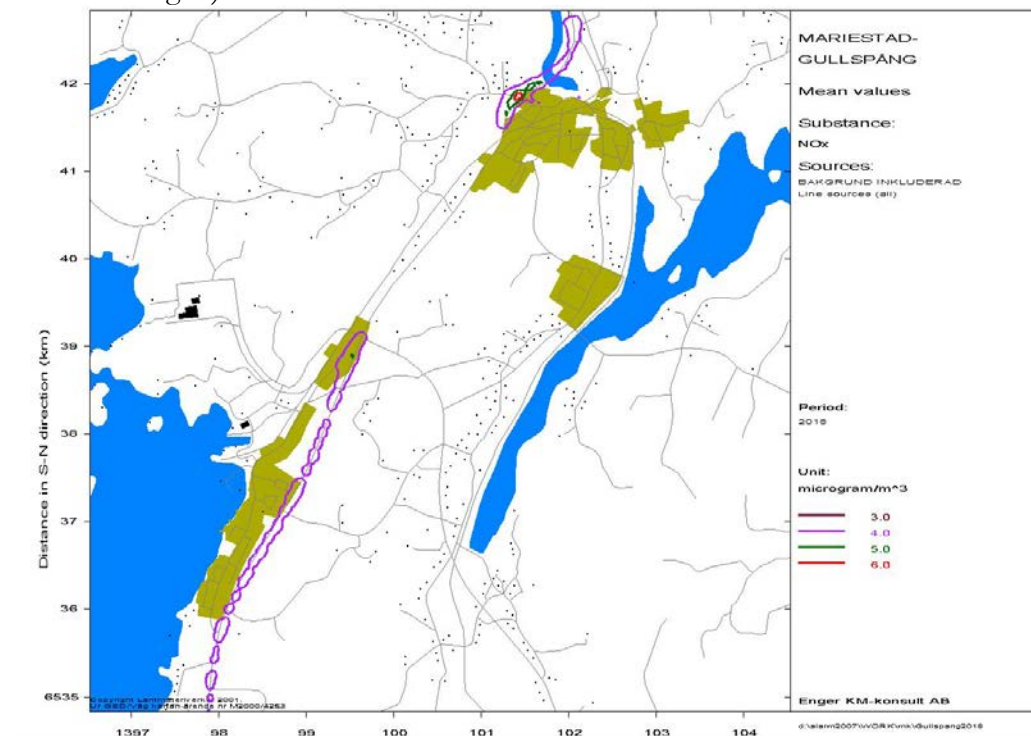 MARIESTAD-
GULLSPÅNG
Mean values
Substance:
NOx
Sources:
BAKGRUND INKLUDERAD
Line sources (all)
Period:
2018
Unit:
microgram/m^3
3.0
4.0
5.0
6.0
Enger KM-konsult AB
Distance in S-N direction (km)
42
41
40
39
38
37
36
6535
1397
98
99
100
101
102
103
104